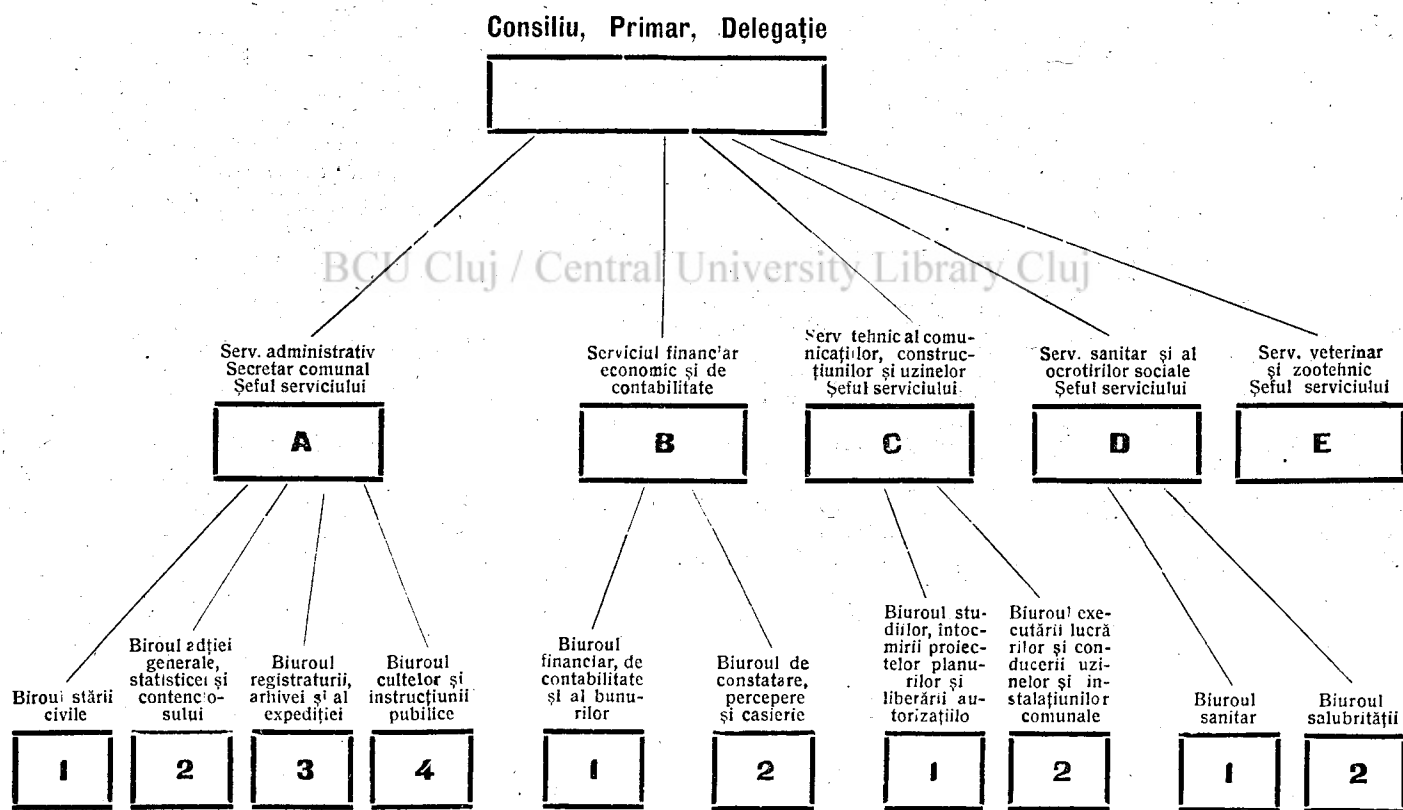 Consiliu, Primar, Delegație
BCU Cluj / Central University Library Cluj
Serv. administrativ
Secretar comunal
Șeful serviciului
A
Serviciul financ'ar
economic și de
contabilitate
B
Serv tehnic al comu-
nicațiilor, construc-
țiunilor și uzinelor
Șeful serviciului
C
Serv. sanitar și al
ocrotirilor sociale
Șeful serviciului
D
Serv. veterinar
și zootehnic
Șeful serviciului
E
Biroul stării
civile
1
Biroul adției
generale,
statisticei și
contencio-
sului
2
Biuroul
registraturii,
arhivei și al
expediției
3
Biuroul
cultelor și
instrucțiunii
pubilice
4
Biuroul
financiar, de
contabilitate
și al bunu-
rilor
1
Biuroul de
constatare,
percepere
și casierie
2
Biuroul stu-
diilor, întoc-
mirii proiec-
telor planu-
rilor și
liberării au-
torizațiilo
1
Biuroul exe-
cutării lucră
rilor și con-
ducerii uzi-
nelor și in-
stalațiunilor
comunale
2
Biuroul
sanitar
1
Biuroul
salubrității
2